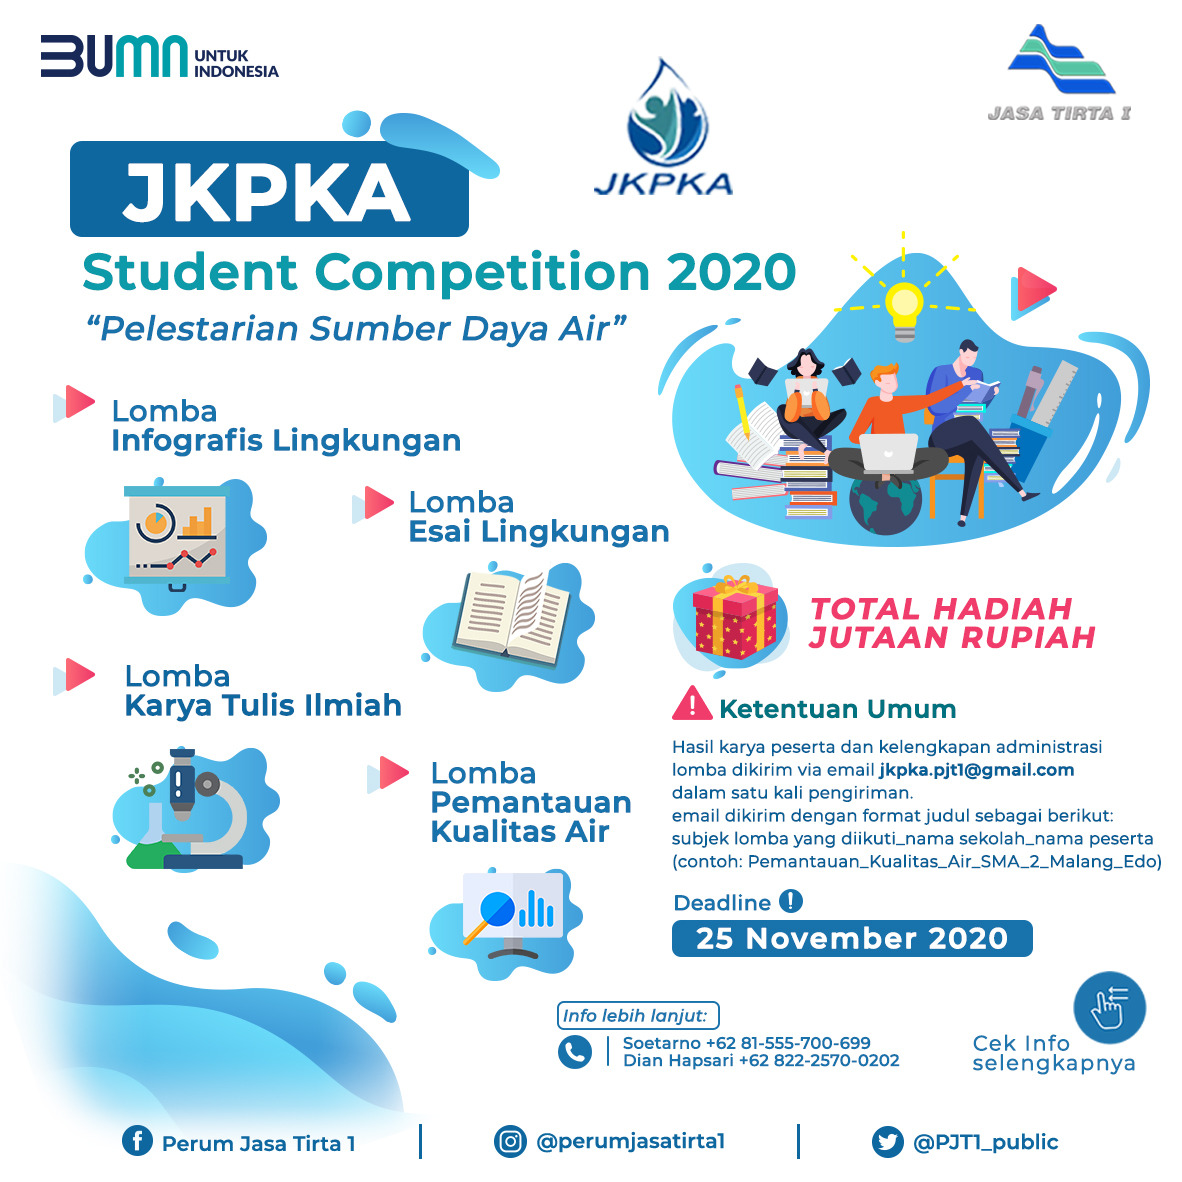 BUMN UNTUK
INDONESIA
JKPKA
JASA TIRTA I
JKPKA
Student Competition 2020
“Pelestarian Sumber Daya Air”
Lomba
Infografis Lingkungan
Lomba
Esai Lingkungan
Lomba
Karya Tulis Ilmiah
Lomba
Pemantauan
Kualitas Air
TOTAL HADIAH
JUTAAN RUPIAH
Ketentuan Umum
Hasil karya peserta dan kelengkapan administrasi
lomba dikirim via email jkpka.pjt1@gmail.com
dalam satu kali pengiriman.
email dikirim dengan format judul sebagai berikut:
subjek lomba yang diikuti_nama sekolah_nama peserta
(contoh: Pemantauan_Kualitas_Air_SMA_2_Malang_Edo)
Deadline
25 November 2020
Info lebih lanjut:
Soetarno +62 81-555-700-699
Dian Hapsari +62 822-2570-0202
Cek Info
selengkapnya
Perum Jasa Tirta 1
@perumjasatirta1
@PJT1_public